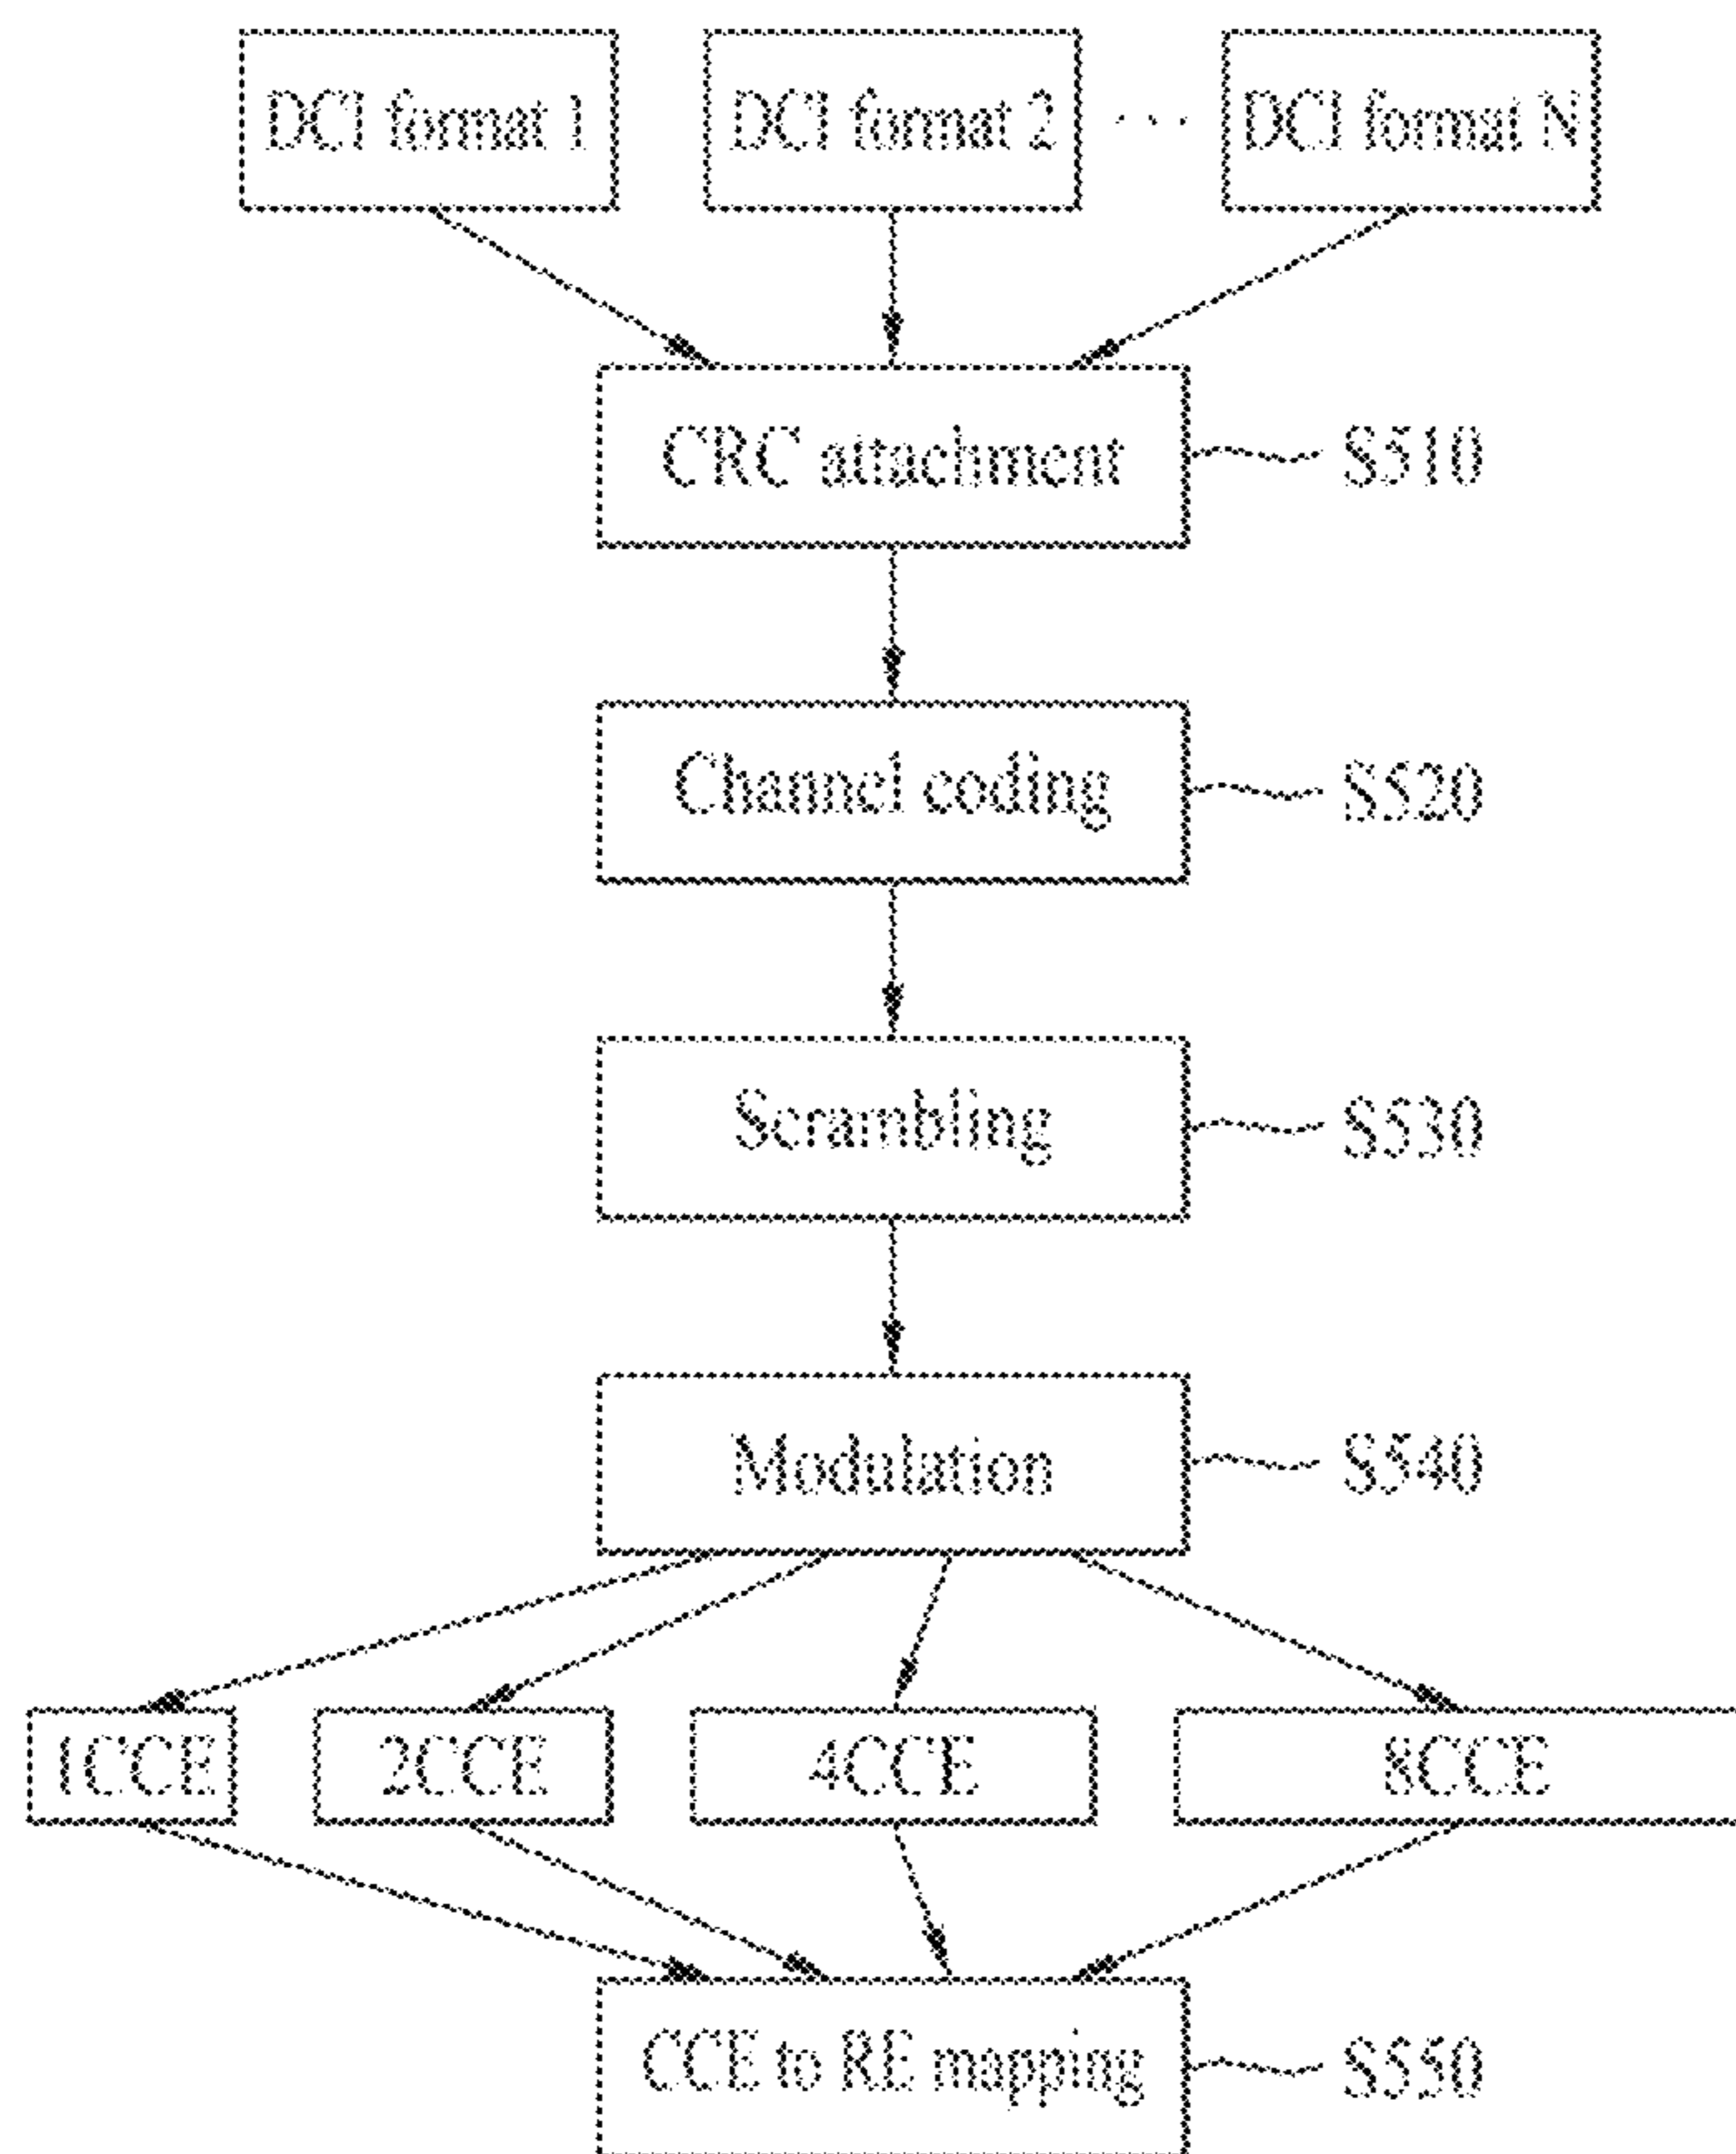 DCI format 1
DCI format 2
. . .
DCI format N
CRC attachment
S510
Channel coding
S520
Scrambling
S530
Modulation
S540
1CCE
2CCE
4CCE
8CCE
CCE to RE mapping
S550